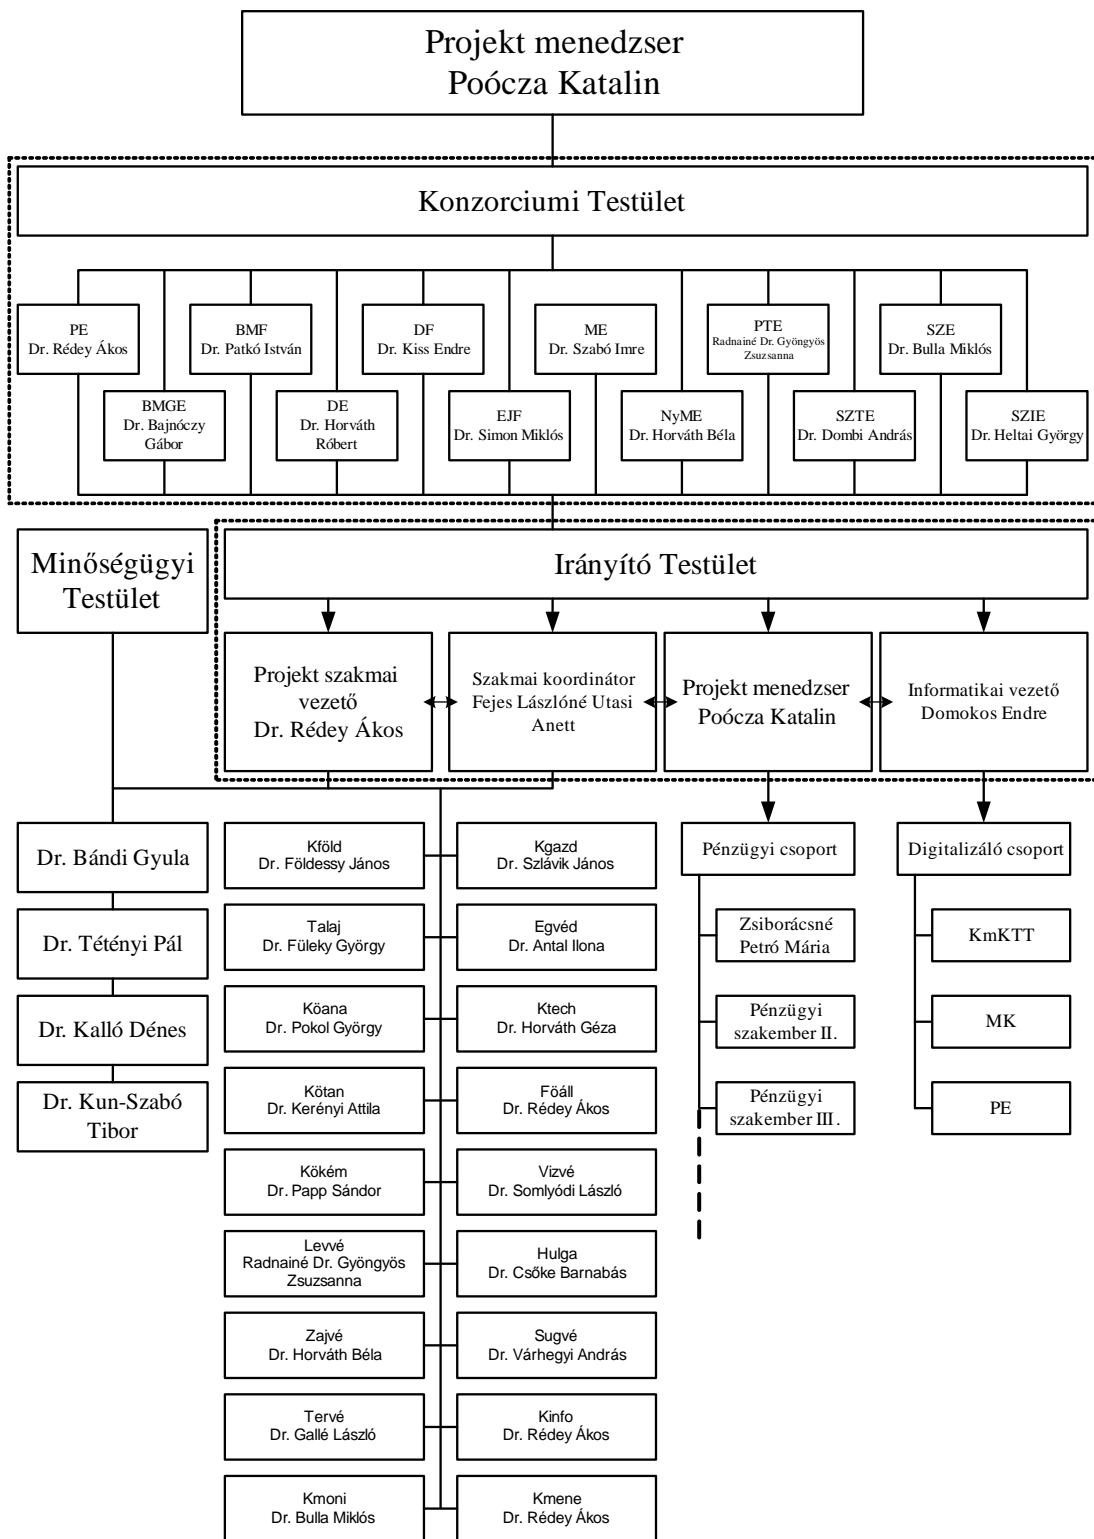 Projekt menedzser
Poócza Katalin
Konzorciumi Testület
PE
Dr. Rédey Ákos
BMF
Dr. Patkó István
DF
Dr. Kiss Endre
ME
Dr. Szabó Imre
PTE
Radnainé Dr. Gyöngyös
Zsuzsanna
SZE
Dr. Bulla Miklós
BMGE
Dr. Bajnóczy
Gábor
DE
Dr. Horváth
Róbert
EJF
Dr. Simon Miklós
NyME
Dr. Horváth Béla
SZTE
Dr. Dombi András
SZIE
Dr. Heltai György
Minőségügyi
Testület
Irányító Testület
Projekt szakmai
vezető
Dr. Rédey Ákos
Szakmai koordinátor
Fejes Lászlóné Utasi
Anett
Projekt menedzser
Poócza Katalin
Informatikai vezető
Domokos Endre
Dr. Bándi Gyula
Dr. Tétényi Pál
Dr. Kalló Dénes
Dr. Kun-Szabó
Tibor
Kföld
Dr. Földessy János
Kgazd
Dr. Szlávik János
Talaj
Dr. Füleky György
Egvéd
Dr. Antal Ilona
Köana
Dr. Pokol György
Ktech
Dr. Horváth Géza
Kötan
Dr. Kerényi Attila
Föáll
Dr. Rédey Ákos
Kökém
Dr. Papp Sándor
Vizvé
Dr. Somlyódi László
Levvé
Radnainé Dr. Gyöngyös
Zsuzsanna
Hulga
Dr. Csőke Barnabás
Zajvé
Dr. Horváth Béla
Sugvé
Dr. Várhegyi András
Tervé
Dr. Gallé László
Kinfo
Dr. Rédey Ákos
Kmoni
Dr. Bulla Miklós
Kmene
Dr. Rédey Ákos
Pénzügyi csoport
Zsiborácsné
Petró Mária
Pénzügyi
szakember II.
Pénzügyi
szakember III.
Digitalizáló csoport
KmKTT
MK
PE